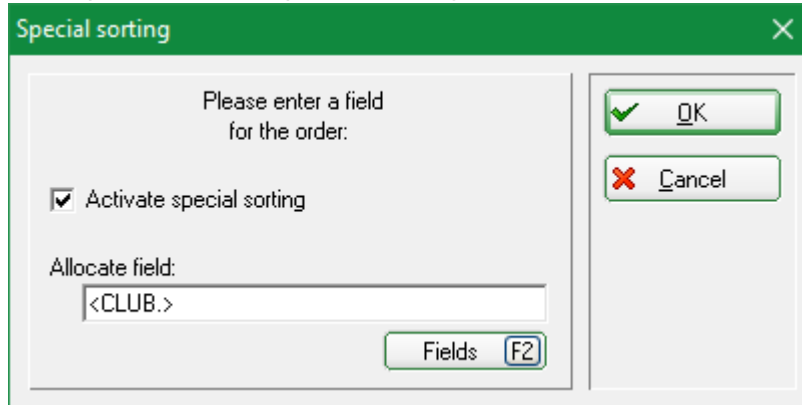 Special sorting
Please enter a field
for the order:
Activate special sorting
Allocate field:
<CLUB.>
Fields F2
OK
Cancel